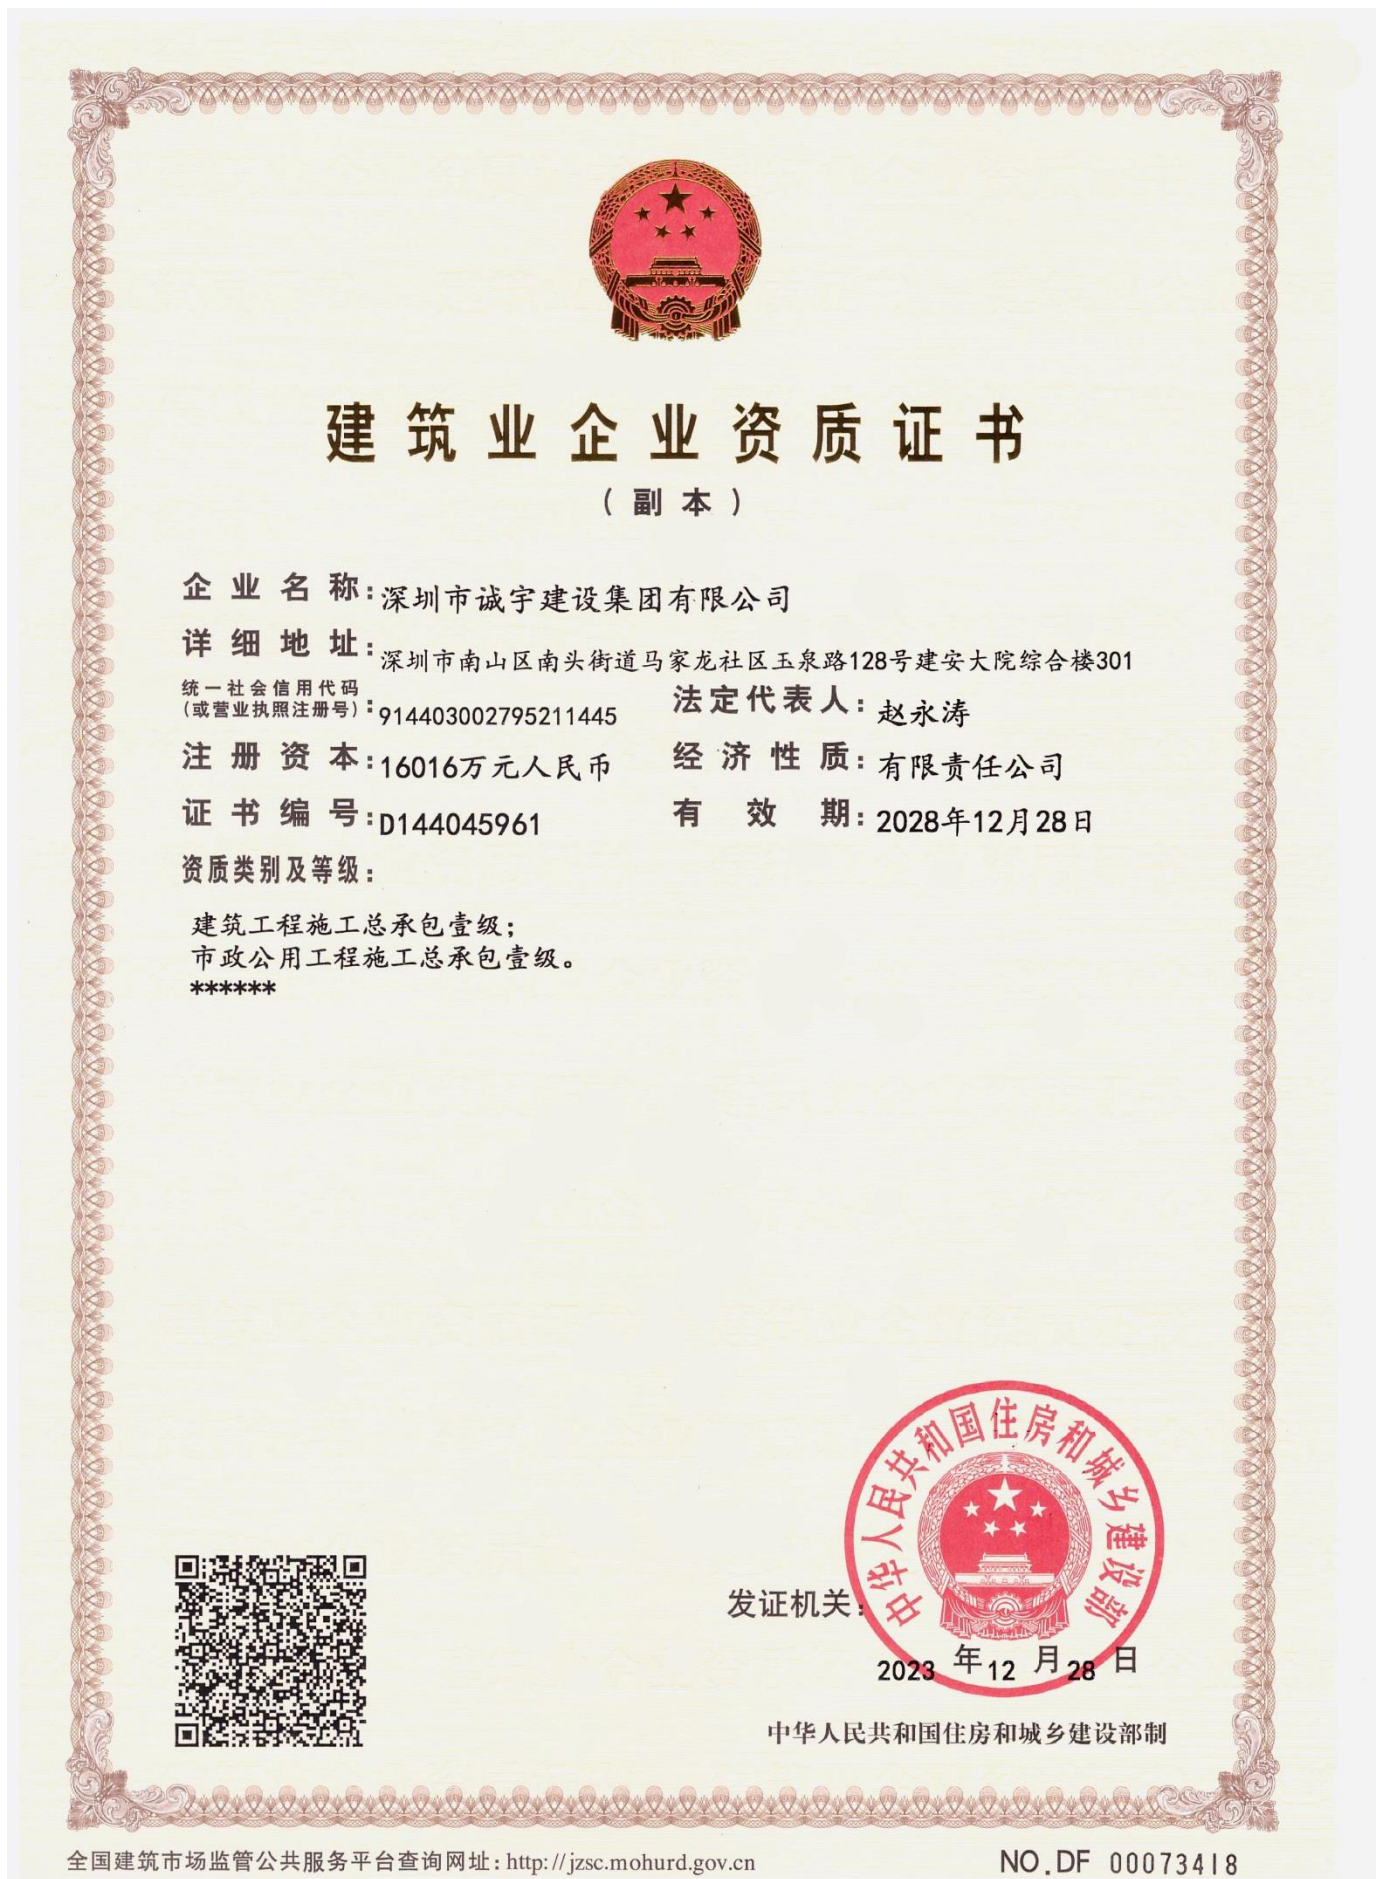 建筑业企业资质证书
（副本）
企业名称：深圳市诚宇建设集团有限公司
详细地址：深圳市南山区南头街道马家龙社区玉泉路128号建安大院综合楼301
统一社会信用代码
（或营业执照注册号）：914403002795211445 法定代表人：赵永涛
注册资本：16016万元人民币 经济性质：有限责任公司
证书编号：D144045961 有效期：2028年12月28日
资质类别及等级：
建筑工程施工总承包壹级；
市政公用工程施工总承包壹级。
******
中华人民共和国住房和城乡建设部
发证机关：
2023年12月28日
中华人民共和国住房和城乡建设部制
全国建筑市场监管公共服务平台查询网址：http://jzsc.mohurd.gov.cn
NO.DF 00073418